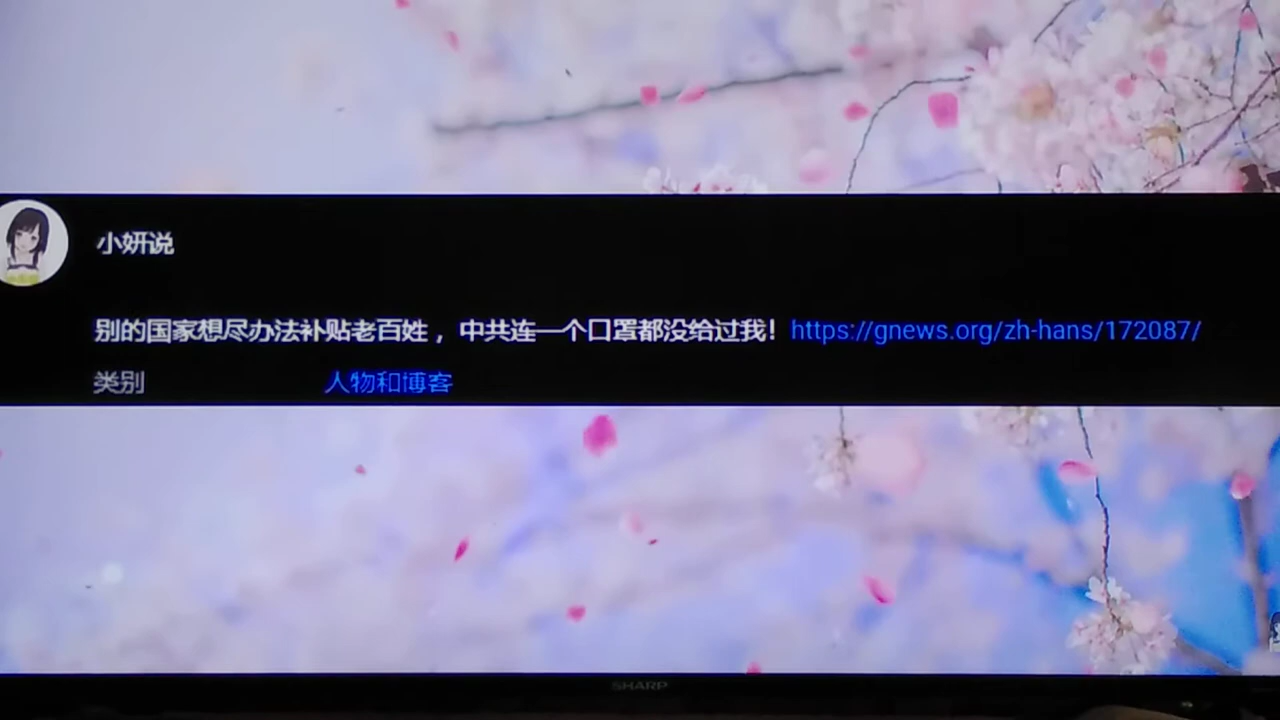 小妍说
别的国家想尽办法补贴老百姓，中共连一个口罩都没给过我！https://gnews.org/zh-hans/172087/
类别 人物和博客
SHARP